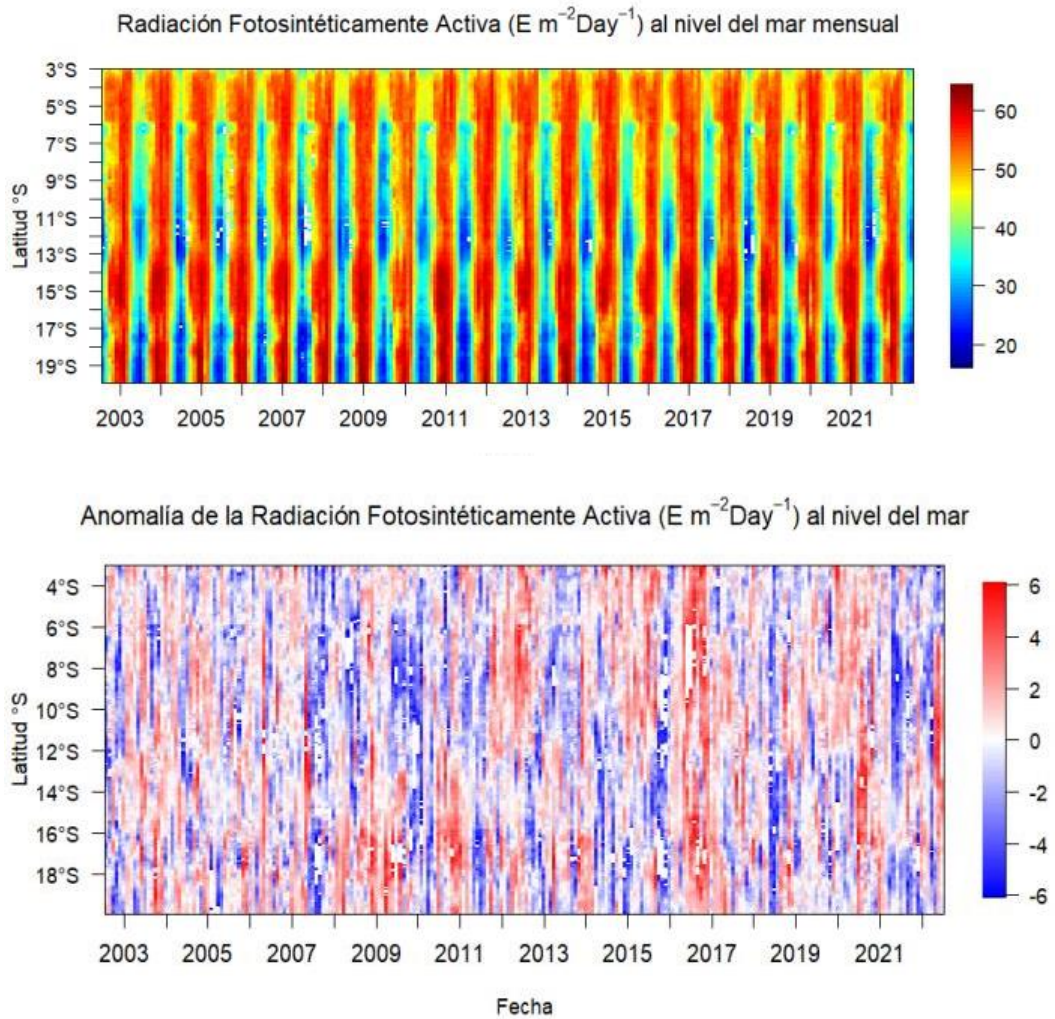 Radiación Fotosintéticamente Activa (E m⁻²Day⁻¹) al nivel del mar mensual
3°S
5°S
7°S
9°S
11°S
13°S
15°S
17°S
19°S
Latitud °S
2003 2005 2007 2009 2011 2013 2015 2017 2019 2021
60
50
40
30
20
Anomalía de la Radiación Fotosintéticamente Activa (E m⁻²Day⁻¹) al nivel del mar
4°S
6°S
8°S
10°S
12°S
14°S
16°S
18°S
Latitud °S
2003 2005 2007 2009 2011 2013 2015 2017 2019 2021
Fecha
6
4
2
0
-2
-4
-6